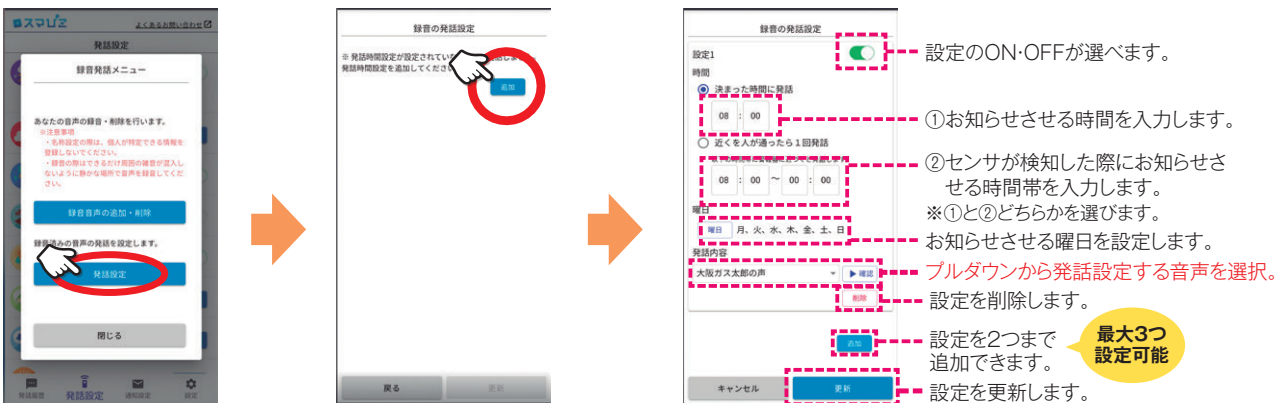 スマぴこ
よくあるお問い合わせ
発話設定
録音発話メニュー
あなたの音声の録音・削除を行います。
※注意事項
・名称設定の際は、個人が特定できる情報を
登録しないでください。
・録音の際はできるだけ周囲の雑音が混入し
ないように静かな場所で音声を録音してくだ
さい。
録音音声の追加・削除
録音済みの音声の発話を設定します。
発話設定
閉じる
発話履歴
発話設定
通知設定
設定
録音の発話設定
※発話時間設定が設定されてい
発話時間設定を追加してくださ
追加
戻る
更新
録音の発話設定
設定1
時間
決まった時間に発話
08 : 00
近くを人が通ったら1回発話
08 : 00 ~ 00 : 00
曜日
曜日 月、火、水、木、金、土、日
発話内容
大阪ガス太郎の声
▶確認
削除
追加
キャンセル
更新
設定のON・OFFが選べます。
①お知らせさせる時間を入力します。
②センサが検知した際にお知らせさ
せる時間帯を入力します。
※①と②どちらかを選びます。
お知らせさせる曜日を設定します。
プルダウンから発話設定する音声を選択。
設定を削除します。
設定を2つまで
追加できます。
最大3つ
設定可能
設定を更新します。